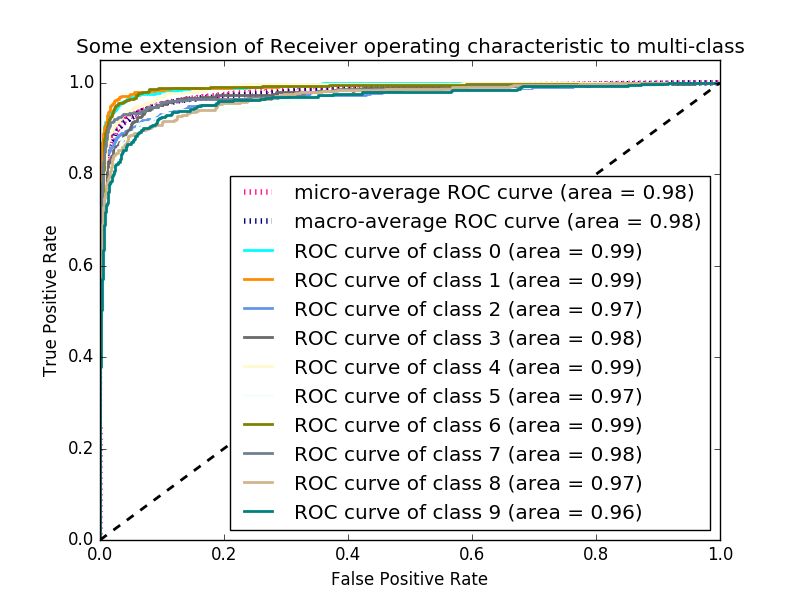 Some extension of Receiver operating characteristic to multi-class
1.0
0.8
0.6
0.4
0.2
0.0
True Positive Rate
micro-average ROC curve (area = 0.98)
macro-average ROC curve (area = 0.98)
ROC curve of class 0 (area = 0.99)
ROC curve of class 1 (area = 0.99)
ROC curve of class 2 (area = 0.97)
ROC curve of class 3 (area = 0.98)
ROC curve of class 4 (area = 0.99)
ROC curve of class 5 (area = 0.97)
ROC curve of class 6 (area = 0.99)
ROC curve of class 7 (area = 0.98)
ROC curve of class 8 (area = 0.97)
ROC curve of class 9 (area = 0.96)
0.0 0.2 0.4 0.6 0.8 1.0
False Positive Rate